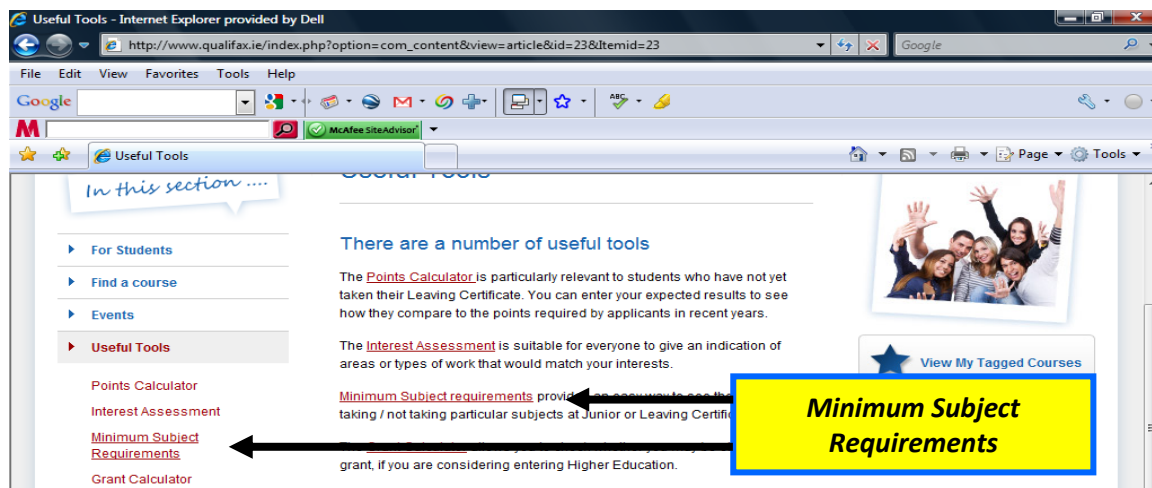 Useful Tools - Internet Explorer provided by Dell
http://www.qualifax.ie/index.php?option=com_content&view=article&id=23&Itemid=23
Google
File Edit View Favorites Tools Help
Google
ABC
M
McAfee SiteAdvisor
Useful Tools
Page Tools
In this section ....
For Students
Find a course
Events
Useful Tools
Points Calculator
Interest Assessment
Minimum Subject
Requirements
Grant Calculator
Useful Tools
There are a number of useful tools
The Points Calculator is particularly relevant to students who have not yet
taken their Leaving Certificate. You can enter your expected results to see
how they compare to the points required by applicants in recent years.
The Interest Assessment is suitable for everyone to give an indication of
areas or types of work that would match your interests.
Minimum Subject requirements
taking / not taking particular subjects at Junior or Leaving
grant, if you are considering entering Higher Education.
View My Tagged Courses
Minimum Subject
Requirements